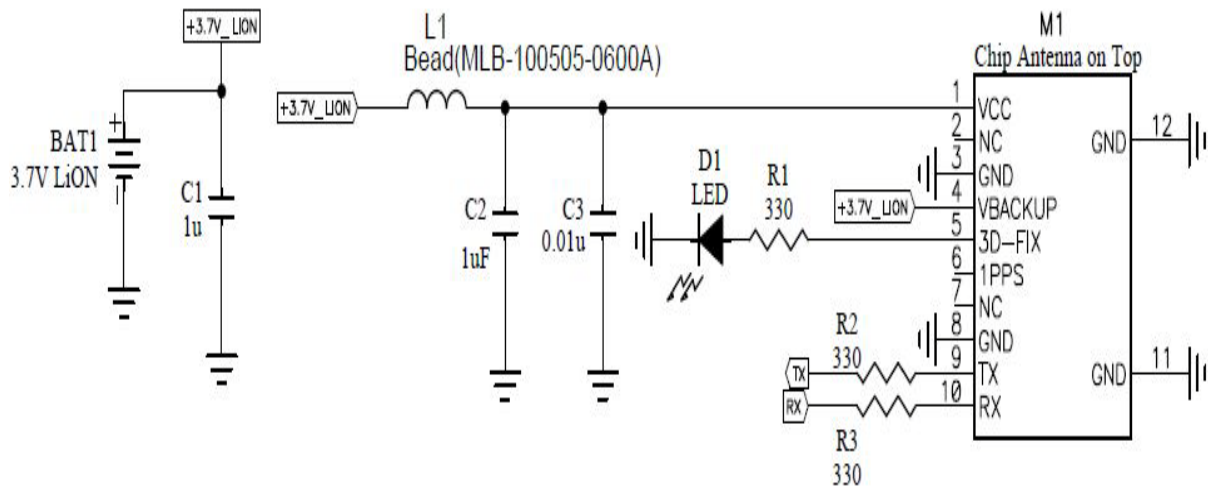 +3.7V_LION
BAT1
3.7V LiON
+
-
C1
1u
L1
Bead(MLB-100505-0600A)
+3.7V_LION
C2
1uF
C3
0.01u
D1
LED
R1
330
+3.7V_LION
R2
330
TX
RX
R3
330
M1
Chip Antenna on Top
1 VCC
2 NC
3 GND
4 VBACKUP
5 3D-FIX
6 1PPS
7 NC
8 GND
9 TX
10 RX
GND 12
GND 11